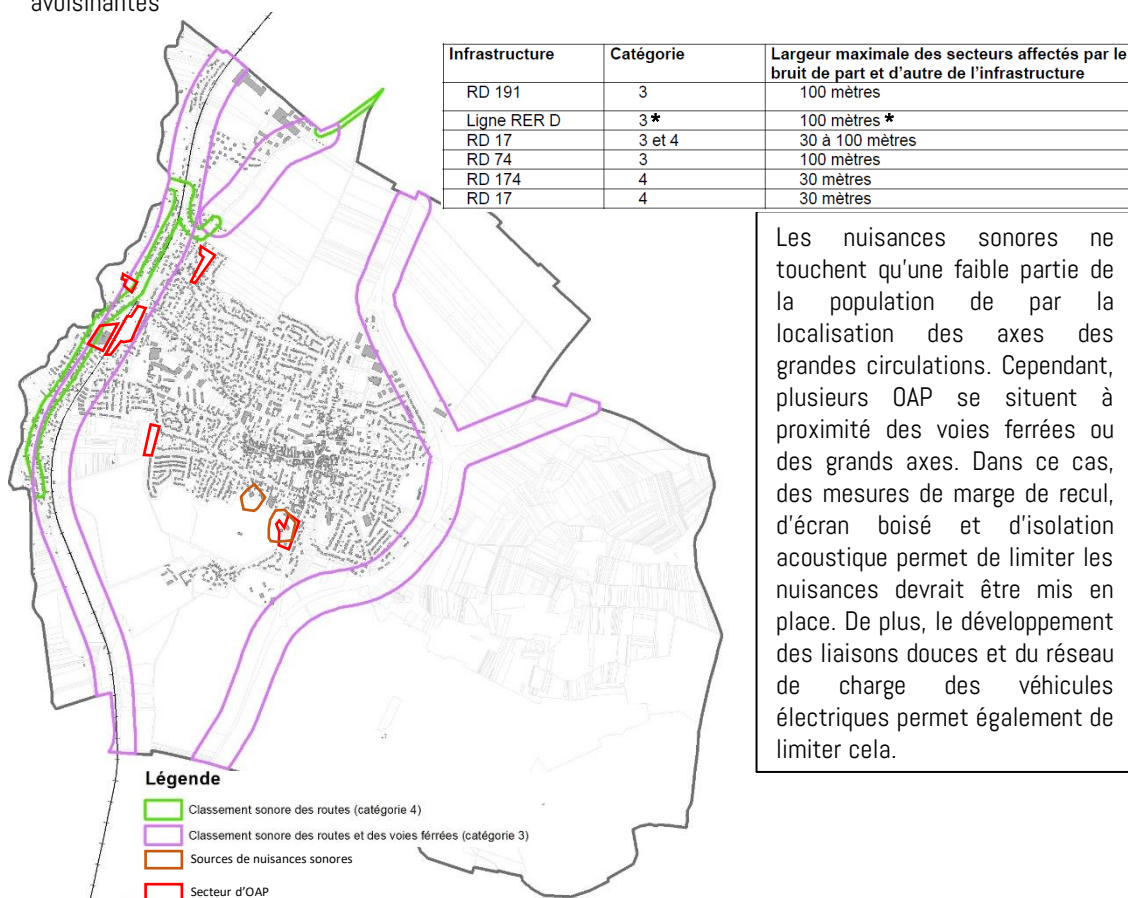 avoisinantes
Infrastructure Catégorie Largeur maximale des secteurs affectés par le
bruit de part et d'autre de l'infrastructure
RD 191 3 100 mètres
Ligne RER D 3* 100 mètres *
RD 17 3 et 4 30 à 100 mètres
RD 74 3 100 mètres
RD 174 4 30 mètres
RD 17 4 30 mètres
Les nuisances sonores ne
touchent qu'une faible partie de
la population de par la
localisation des axes des
grandes circulations. Cependant,
plusieurs OAP se situent à
proximité des voies ferrées ou
des grands axes. Dans ce cas,
des mesures de marge de recul,
d'écran boisé et d'isolation
acoustique permet de limiter les
nuisances devrait être mis en
place. De plus, le développement
des liaisons douces et du réseau
de charge des véhicules
électriques permet également de
limiter cela.
Légende
Classement sonore des routes (catégorie 4)
Classement sonore des routes et des voies férrées (catégorie 3)
Sources de nuisances sonores
Secteur d'OAP